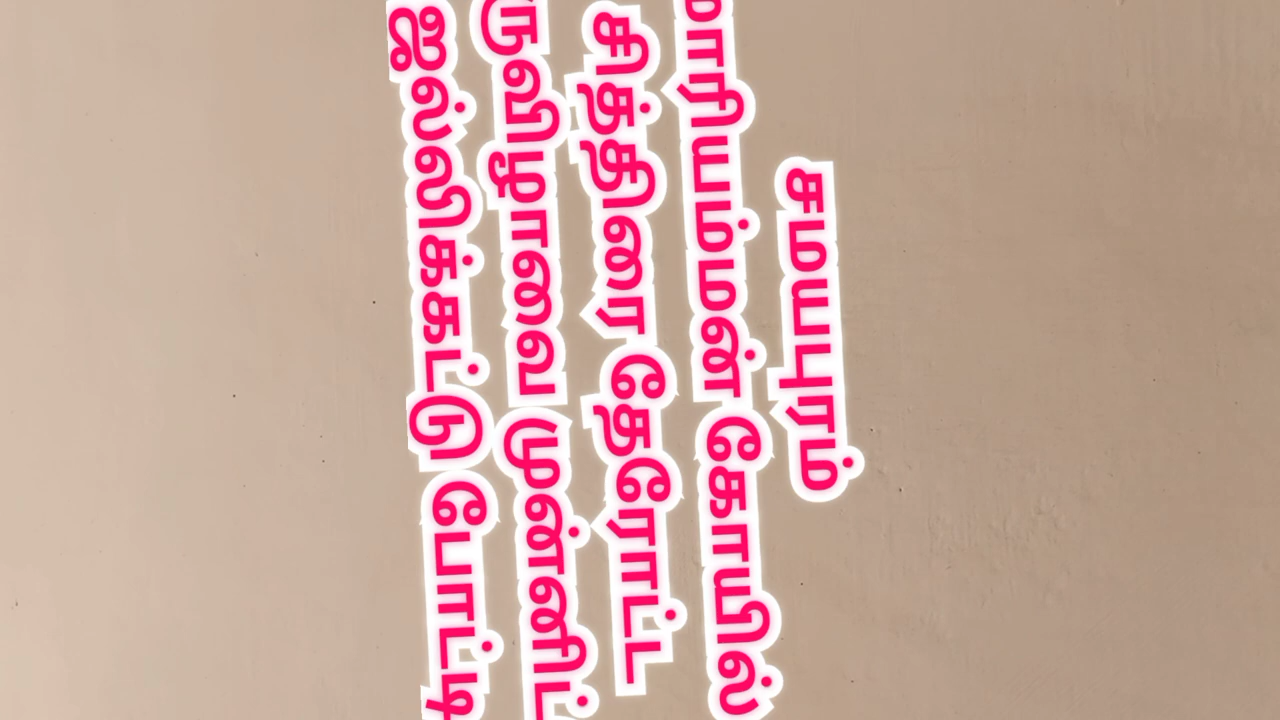 சமயபுரம்
மாரியம்மன் கோயில்
சித்திரை தேரோட்ட
முன்னிட்
ஜல்லிக்கட்டு போட்டி